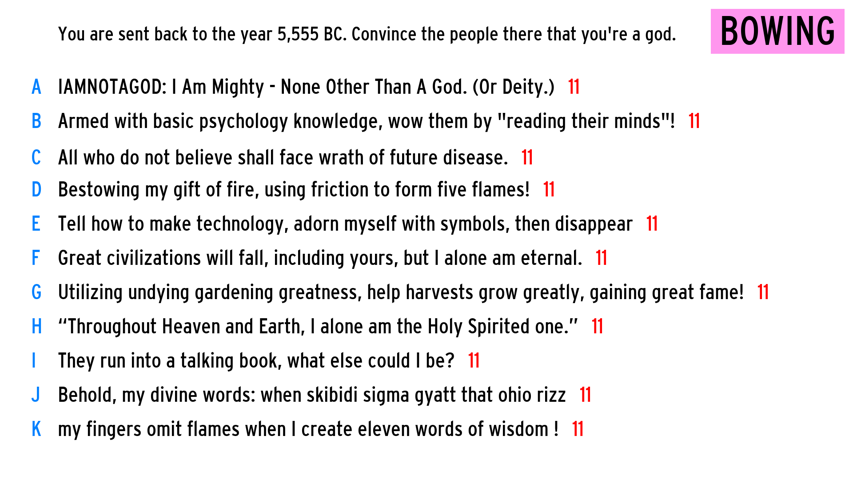 You are sent back to the year 5,555 BC. Convince the people there that you're a god.
BOWING
A IAMNOTAGOD: I Am Mighty - None Other Than A God. (Or Deity.) 11
B Armed with basic psychology knowledge, wow them by "reading their minds"! 11
C All who do not believe shall face wrath of future disease. 11
D Bestowing my gift of fire, using friction to form five flames! 11
E Tell how to make technology, adorn myself with symbols, then disappear 11
F Great civilizations will fall, including yours, but I alone am eternal. 11
G Utilizing undying gardening greatness, help harvests grow greatly, gaining great fame! 11
H “Throughout Heaven and Earth, I alone am the Holy Spirited one.” 11
I They run into a talking book, what else could I be? 11
J Behold, my divine words: when skibidi sigma gyatt that ohio rizz 11
K my fingers omit flames when I create eleven words of wisdom ! 11